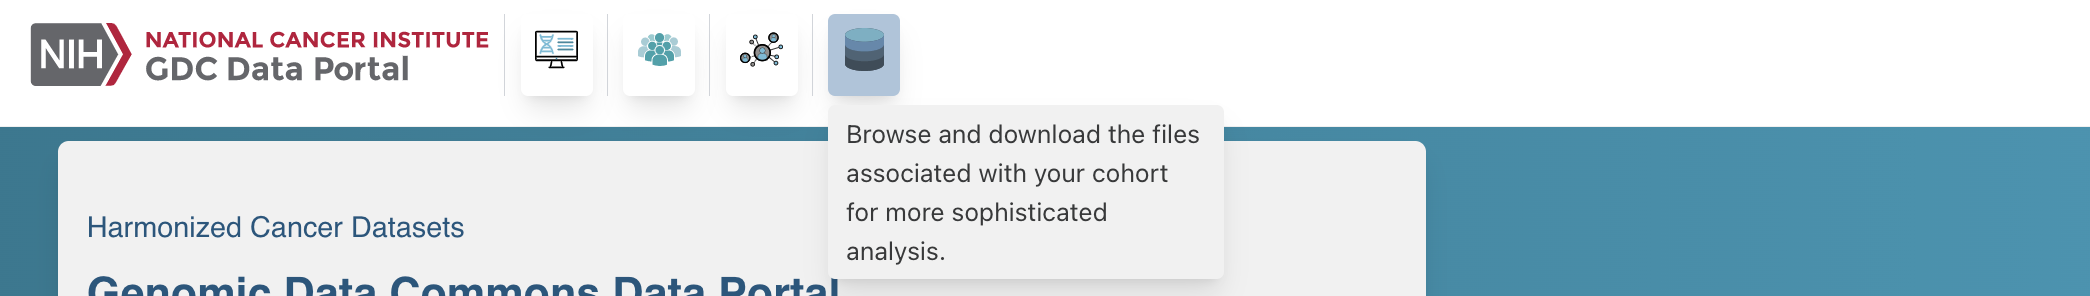 NIH
NATIONAL CANCER INSTITUTE
GDC Data Portal
Browse and download the files
associated with your cohort
for more sophisticated
analysis.
Harmonized Cancer Datasets
Genomic Data Commons Data Portal